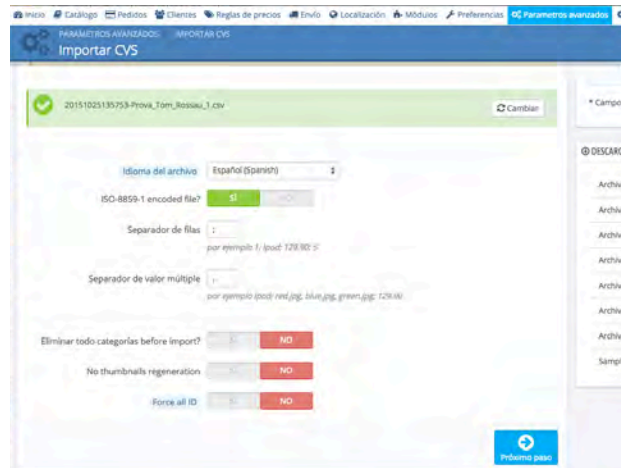 Inicio Catálogo Pedidos Clientes Reglas de precios Envío Localización Módulos Preferencias Parametros avanzados
PARÁMETROS AVANZADOS IMPORTAR CVS
Importar CVS
20151025135753-Prova_Tom_Rossau_1.csv Cambiar
* Campo
DESCARG
Idioma del archivo Español (Spanish)
Archiv
ISO-8859-1 encoded file? SÍ NO
Archiv
Separador de filas ;
Archiv
por ejemplo 1; Ipod; 129.90; 5
Archiv
Separador de valor múltiple ,
Archiv
por ejemplo Ipod; red.jpg, blue.jpg, green.jpg; 129.90
Archiv
Eliminar todo categorías before import? SÍ NO
Archiv
No thumbnails regeneration SÍ NO
Sampl
Force all ID SÍ NO
Próximo paso